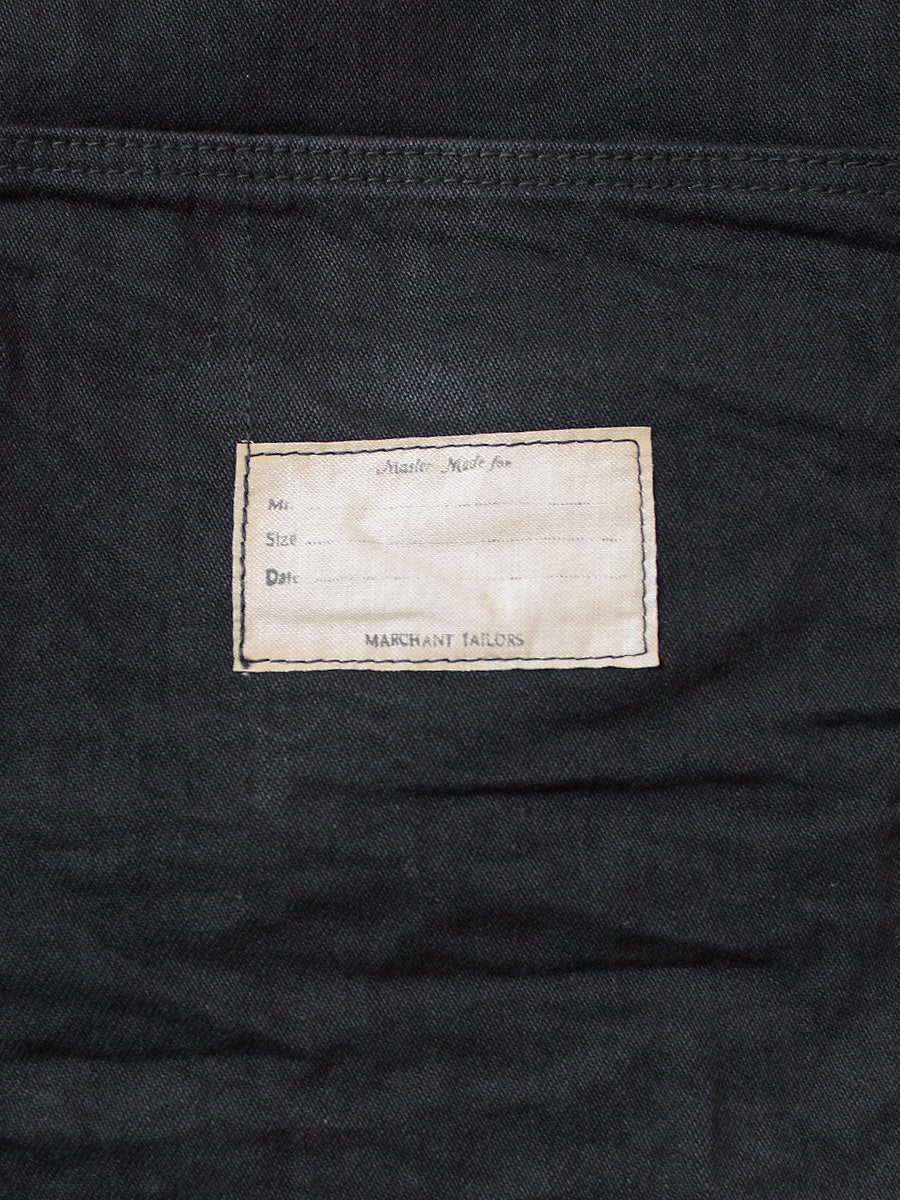 Master Made for
Mr.
Size
Date
MARCHANT TAILORS